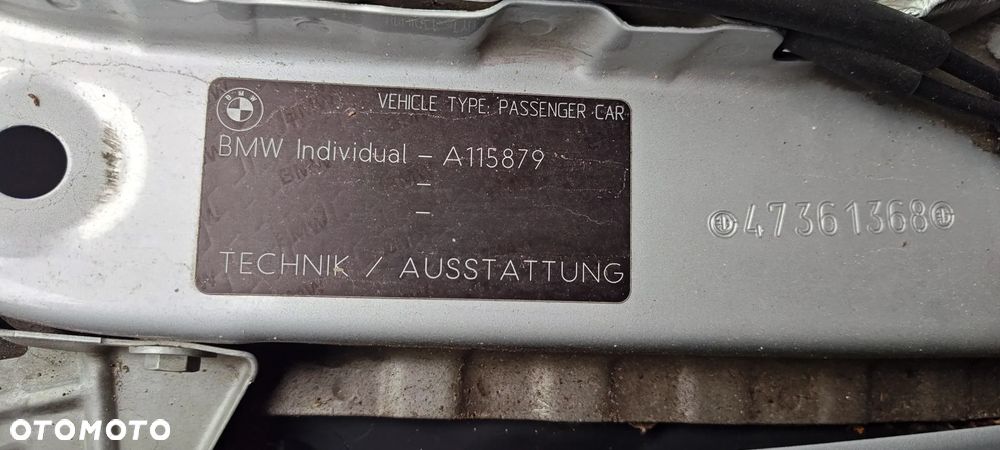 BMW
VEHICLE TYPE: PASSENGER CAR
BMW Individual - A115879
-
-
TECHNIK / AUSSTATTUNG
47361368
OTOMOTO